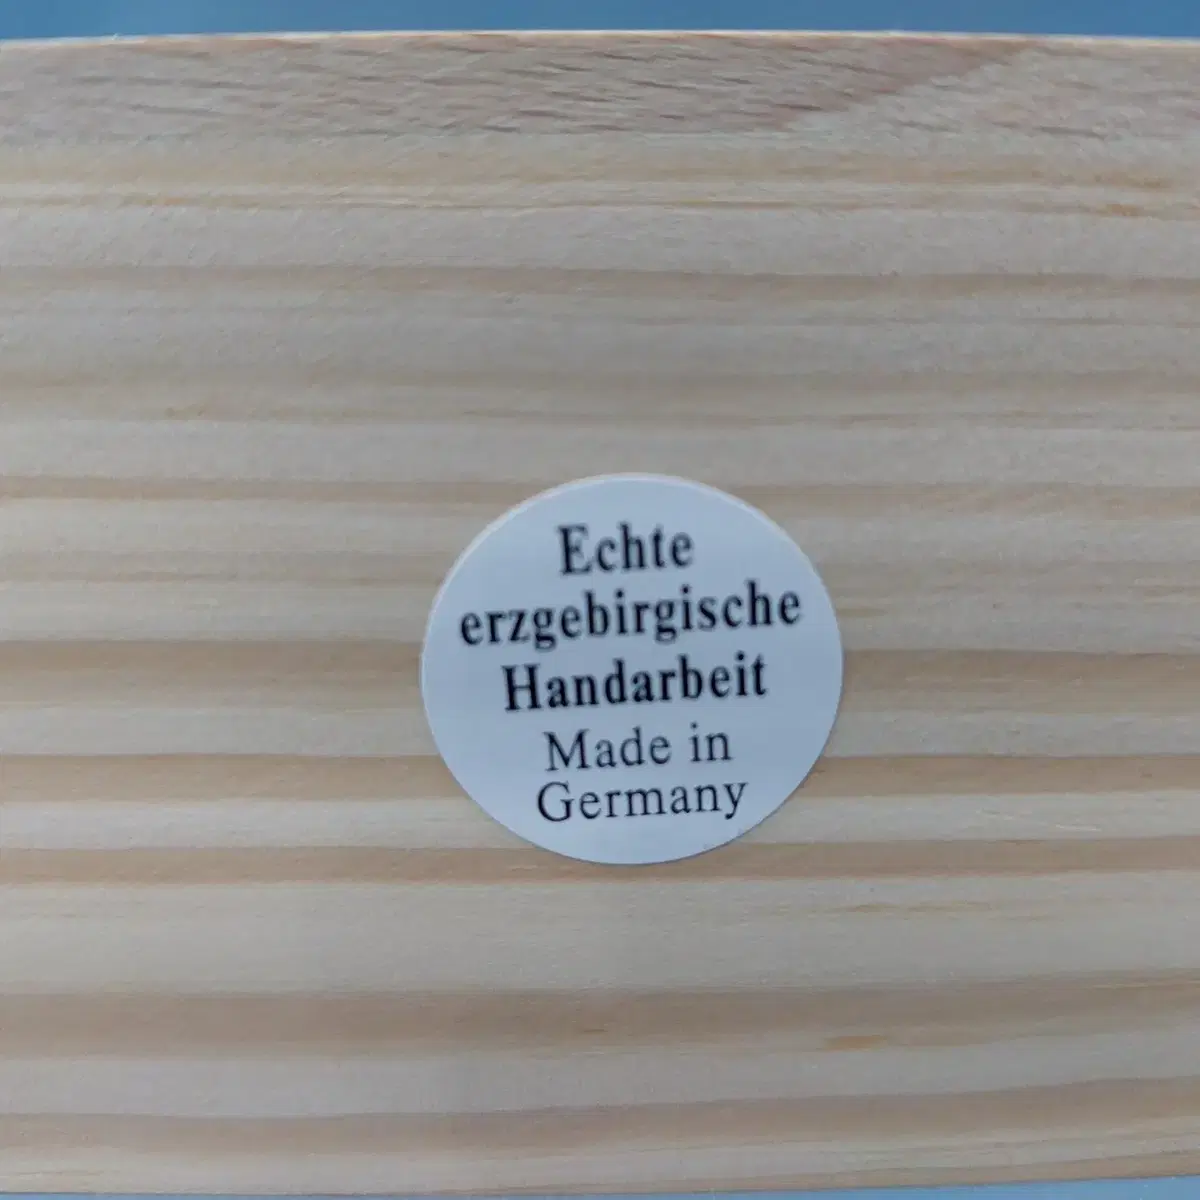 Echte
erzgebirgische
Handarbeit
Made in
Germany